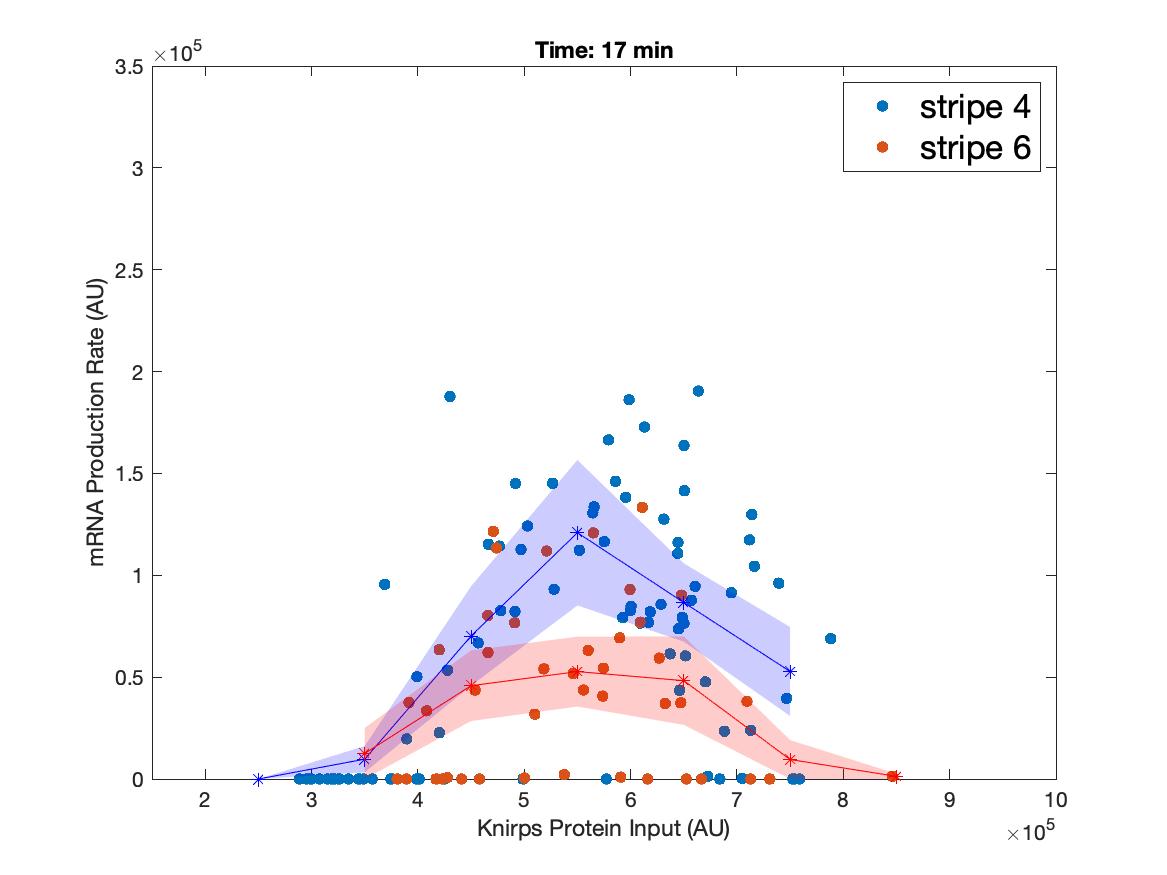 Time: 17 min
×10^5
3.5
3
2.5
2
1.5
1
0.5
0
mRNA Production Rate (AU)
stripe 4
stripe 6
2 3 4 5 6 7 8 9 10
Knirps Protein Input (AU)
×10^5